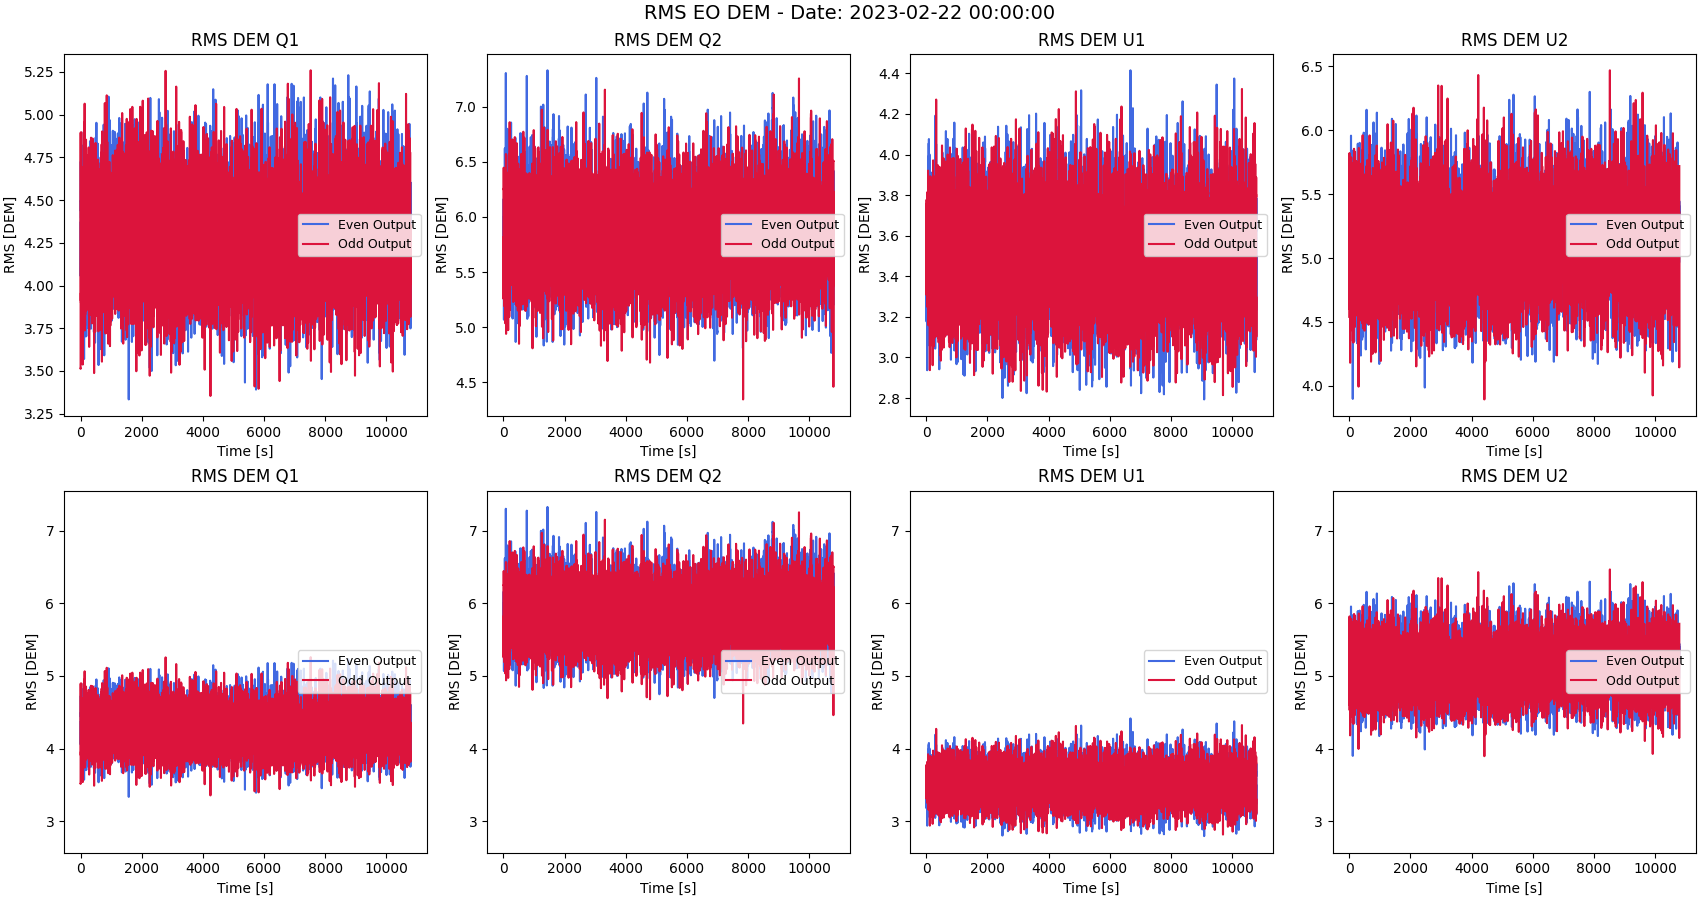 RMS EO DEM - Date: 2023-02-22 00:00:00
RMS DEM Q1
RMS [DEM]
5.25
5.00
4.75
4.50
4.25
4.00
3.75
3.50
3.25
Even Output
Odd Output
0 2000 4000 6000 8000 10000
Time [s]
RMS DEM Q2
RMS [DEM]
7.0
6.5
6.0
5.5
5.0
4.5
Even Output
Odd Output
0 2000 4000 6000 8000 10000
Time [s]
RMS DEM U1
RMS [DEM]
4.4
4.2
4.0
3.8
3.6
3.4
3.2
3.0
2.8
Even Output
Odd Output
0 2000 4000 6000 8000 10000
Time [s]
RMS DEM U2
RMS [DEM]
6.5
6.0
5.5
5.0
4.5
4.0
Even Output
Odd Output
0 2000 4000 6000 8000 10000
Time [s]
RMS DEM Q1
RMS [DEM]
7
6
5
4
3
Even Output
Odd Output
0 2000 4000 6000 8000 10000
Time [s]
RMS DEM Q2
RMS [DEM]
7
6
5
4
3
Even Output
Odd Output
0 2000 4000 6000 8000 10000
Time [s]
RMS DEM U1
RMS [DEM]
7
6
5
4
3
Even Output
Odd Output
0 2000 4000 6000 8000 10000
Time [s]
RMS DEM U2
RMS [DEM]
7
6
5
4
3
Even Output
Odd Output
0 2000 4000 6000 8000 10000
Time [s]